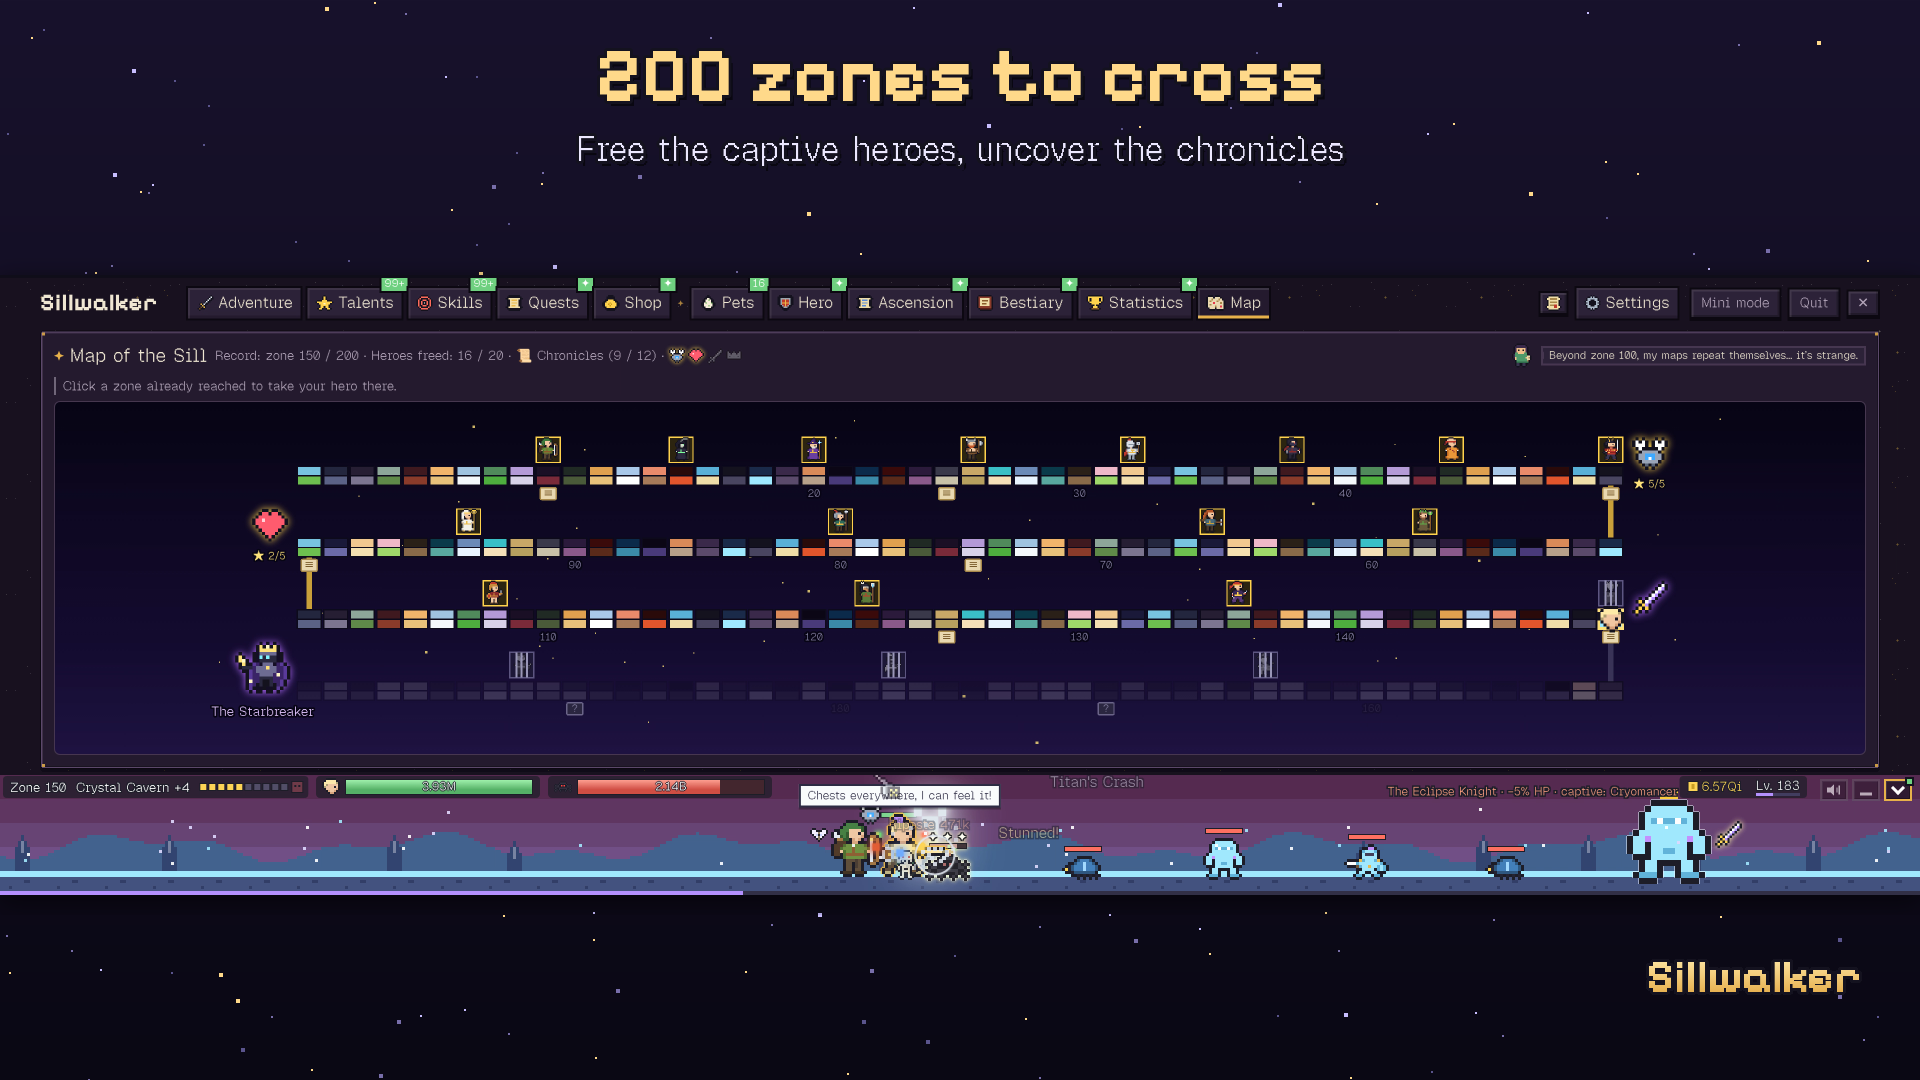 200 zones to cross
Free the captive heroes, uncover the chronicles
99+ 99+ 16
Sillwalker Adventure Talents Skills Quests Shop Pets Hero Ascension Bestiary Statistics Map Settings Mini mode Quit ×
Map of the Sill Record: zone 150 / 200 · Heroes freed: 16 / 20 · Chronicles (9 / 12) ·
Beyond zone 100, my maps repeat themselves… it's strange.
Click a zone already reached to take your hero there.
★ 5/5
20 30 40
★ 2/5
90 80 70 60
110 120 130 140
The Starbreaker
? ?
Zone 150 Crystal Cavern +4 3.93M 2.14B
Titan's Crash
Chests everywhere, I can feel it!
The Eclipse Knight · -5% HP · captive: Cryomancer
6.57Qi Lv. 183
Stunned!
Sillwalker